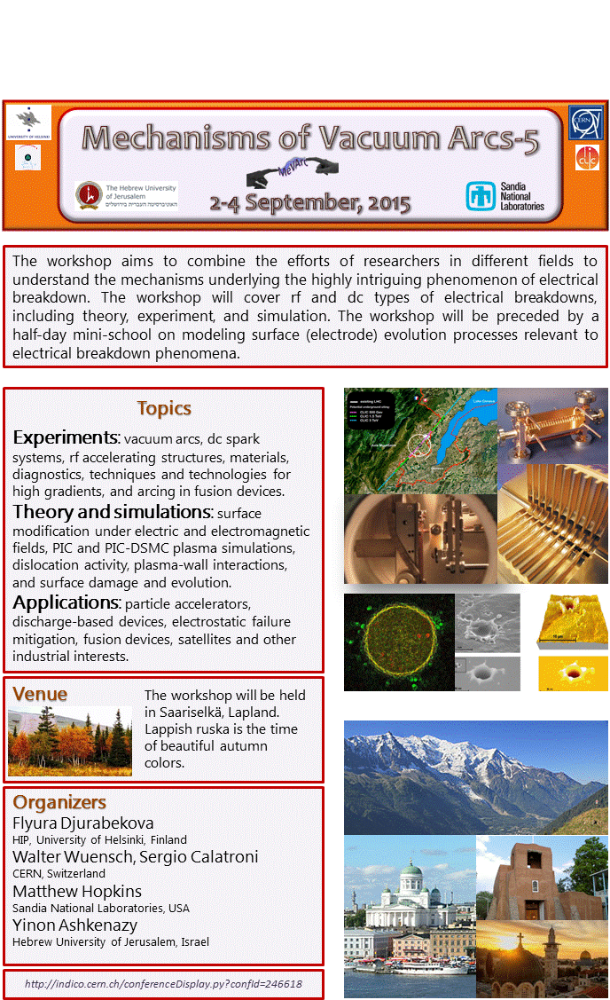 Mechanisms of Vacuum Arcs-5
MeVArc
2-4 September, 2015
UNIVERSITY OF HELSINKI
The Hebrew University
of Jerusalem
האוניברסיטה העברית בירושלים
CERN
clic
Sandia
National
Laboratories
The workshop aims to combine the efforts of researchers in different fields to
understand the mechanisms underlying the highly intriguing phenomenon of electrical
breakdown. The workshop will cover rf and dc types of electrical breakdowns,
including theory, experiment, and simulation. The workshop will be preceded by a
half-day mini-school on modeling surface (electrode) evolution processes relevant to
electrical breakdown phenomena.
Topics
Experiments: vacuum arcs, dc spark
systems, rf accelerating structures, materials,
diagnostics, techniques and technologies for
high gradients, and arcing in fusion devices.
Theory and simulations: surface
modification under electric and electromagnetic
fields, PIC and PIC-DSMC plasma simulations,
dislocation activity, plasma-wall interactions,
and surface damage and evolution.
Applications: particle accelerators,
discharge-based devices, electrostatic failure
mitigation, fusion devices, satellites and other
industrial interests.
Venue
The workshop will be held
in Saariselkä, Lapland.
Lappish ruska is the time
of beautiful autumn
colors.
Organizers
Flyura Djurabekova
HIP, University of Helsinki, Finland
Walter Wuensch, Sergio Calatroni
CERN, Switzerland
Matthew Hopkins
Sandia National Laboratories, USA
Yinon Ashkenazy
Hebrew University of Jerusalem, Israel
http://indico.cern.ch/conferenceDisplay.py?confId=246618
existing LHC
Potential underground siting:
CLIC 500 Gev
CLIC 1.5 TeV
CLIC 3 TeV
Jura Mountains
Lake Geneva
10 µm